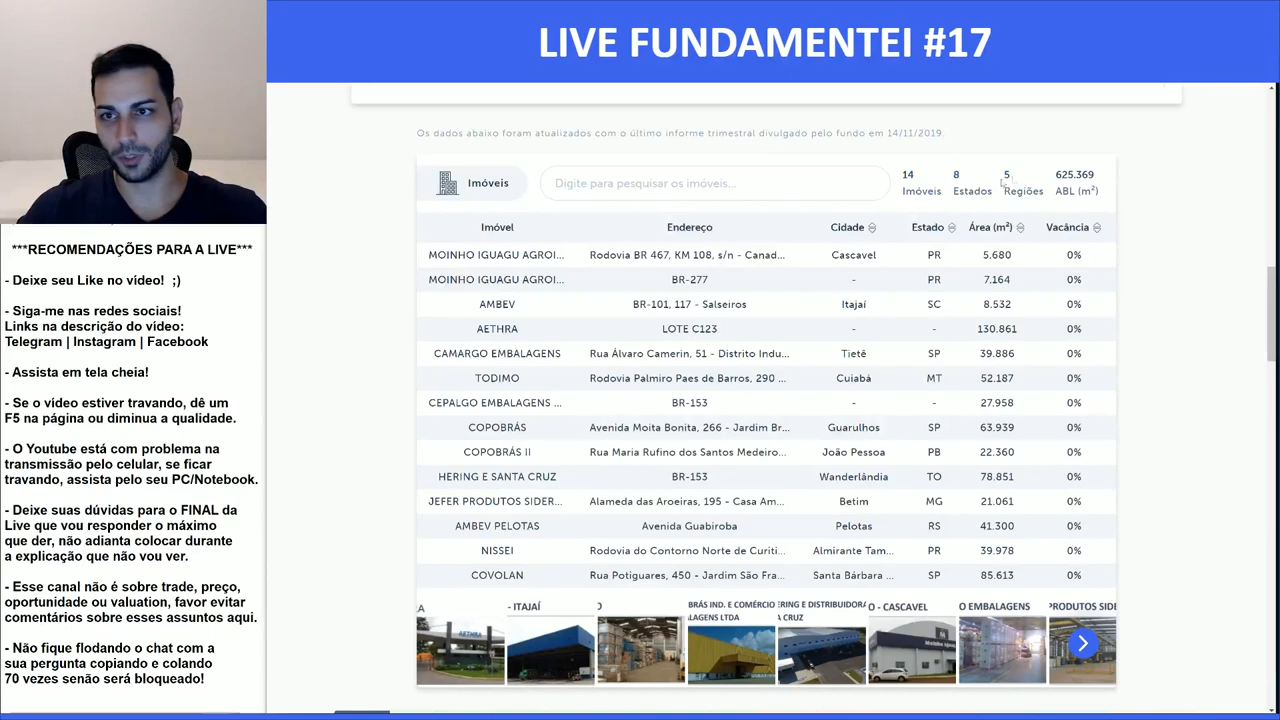 LIVE FUNDAMENTEI #17
***RECOMENDAÇÕES PARA A LIVE***
- Deixe seu Like no vídeo!  ;)
- Siga-me nas redes sociais!
Links na descrição do vídeo:
Telegram | Instagram | Facebook
- Assista em tela cheia!
- Se o vídeo estiver travando, dê um
F5 na página ou diminua a qualidade.
- O Youtube está com problema na
transmissão pelo celular, se ficar
travando, assista pelo seu PC/Notebook.
- Deixe suas dúvidas para o FINAL da
Live que vou responder o máximo
que der, não adianta colocar durante
a explicação que não vou ver.
- Esse canal não é sobre trade, preço,
oportunidade ou valuation, favor evitar
comentários sobre esses assuntos aqui.
- Não fique flodando o chat com a
sua pergunta copiando e colando
70 vezes senão será bloqueado!
Os dados abaixo foram atualizados com o último informe trimestral divulgado pelo fundo em 14/11/2019.
Imóveis Digite para pesquisar os imóveis...
14 8 5 625.369
Imóveis Estados Regiões ABL (m²)
Imóvel Endereço Cidade Estado Área (m²) Vacância
MOINHO IGUAGU AGROI... Rodovia BR 467, KM 108, s/n - Canad... Cascavel PR 5.680 0%
MOINHO IGUAGU AGROI... BR-277 - PR 7.164 0%
AMBEV BR-101, 117 - Salseiros Itajaí SC 8.532 0%
AETHRA LOTE C123 - - 130.861 0%
CAMARGO EMBALAGENS Rua Álvaro Camerin, 51 - Distrito Indu... Tietê SP 39.886 0%
TODIMO Rodovia Palmiro Paes de Barros, 290 ... Cuiabá MT 52.187 0%
CEPALGO EMBALAGENS ... BR-153 - - 27.958 0%
COPOBRÁS Avenida Moita Bonita, 266 - Jardim Br... Guarulhos SP 63.939 0%
COPOBRÁS II Rua Maria Rufino dos Santos Medeiro... João Pessoa PB 22.360 0%
HERING E SANTA CRUZ BR-153 Wanderlândia TO 78.851 0%
JEFER PRODUTOS SIDER... Alameda das Aroeiras, 195 - Casa Am... Betim MG 21.061 0%
AMBEV PELOTAS Avenida Guabiroba Pelotas RS 41.300 0%
NISSEI Rodovia do Contorno Norte de Curiti... Almirante Tam... PR 39.978 0%
COVOLAN Rua Potiguares, 450 - Jardim São Fra... Santa Bárbara ... SP 85.613 0%
- ITAJAÍ
BRÁS IND. E COMÉRCIO
LAGENS LTDA
ERING E DISTRIBUIDORA
A CRUZ
O - CASCAVEL
O EMBALAGENS
PRODUTOS SIDE
AETHRA